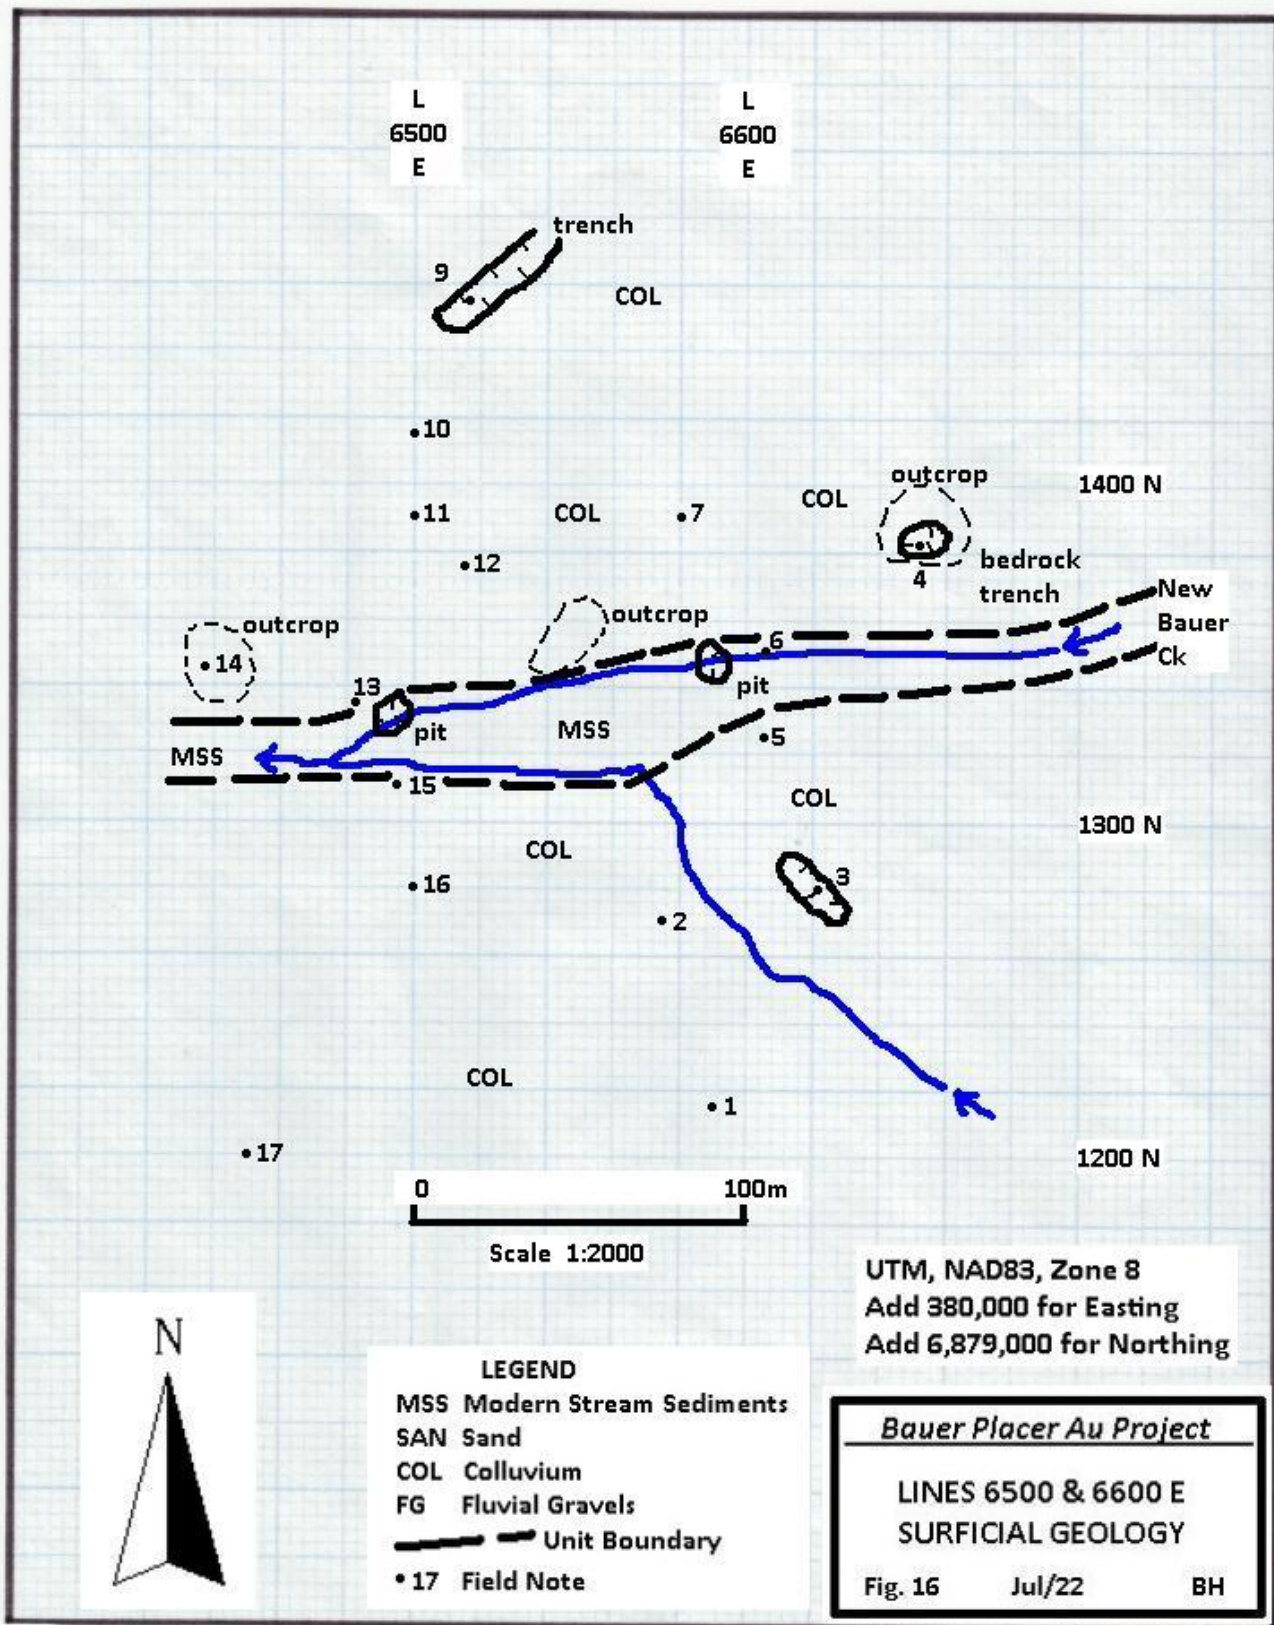 L
6500
E
L
6600
E
trench
9
COL
10
outcrop
1400 N
COL
11
COL
7
12
bedrock
trench
4
New
Bauer
Ck
outcrop
outcrop
6
14
13
pit
pit
MSS
5
MSS
15
COL
1300 N
COL
3
16
2
COL
1
17
1200 N
0 100m
Scale 1:2000
UTM, NAD83, Zone 8
Add 380,000 for Easting
Add 6,879,000 for Northing
N
LEGEND
MSS Modern Stream Sediments
SAN Sand
COL Colluvium
FG Fluvial Gravels
Unit Boundary
17 Field Note
Bauer Placer Au Project
LINES 6500 & 6600 E
SURFICIAL GEOLOGY
Fig. 16 Jul/22 BH